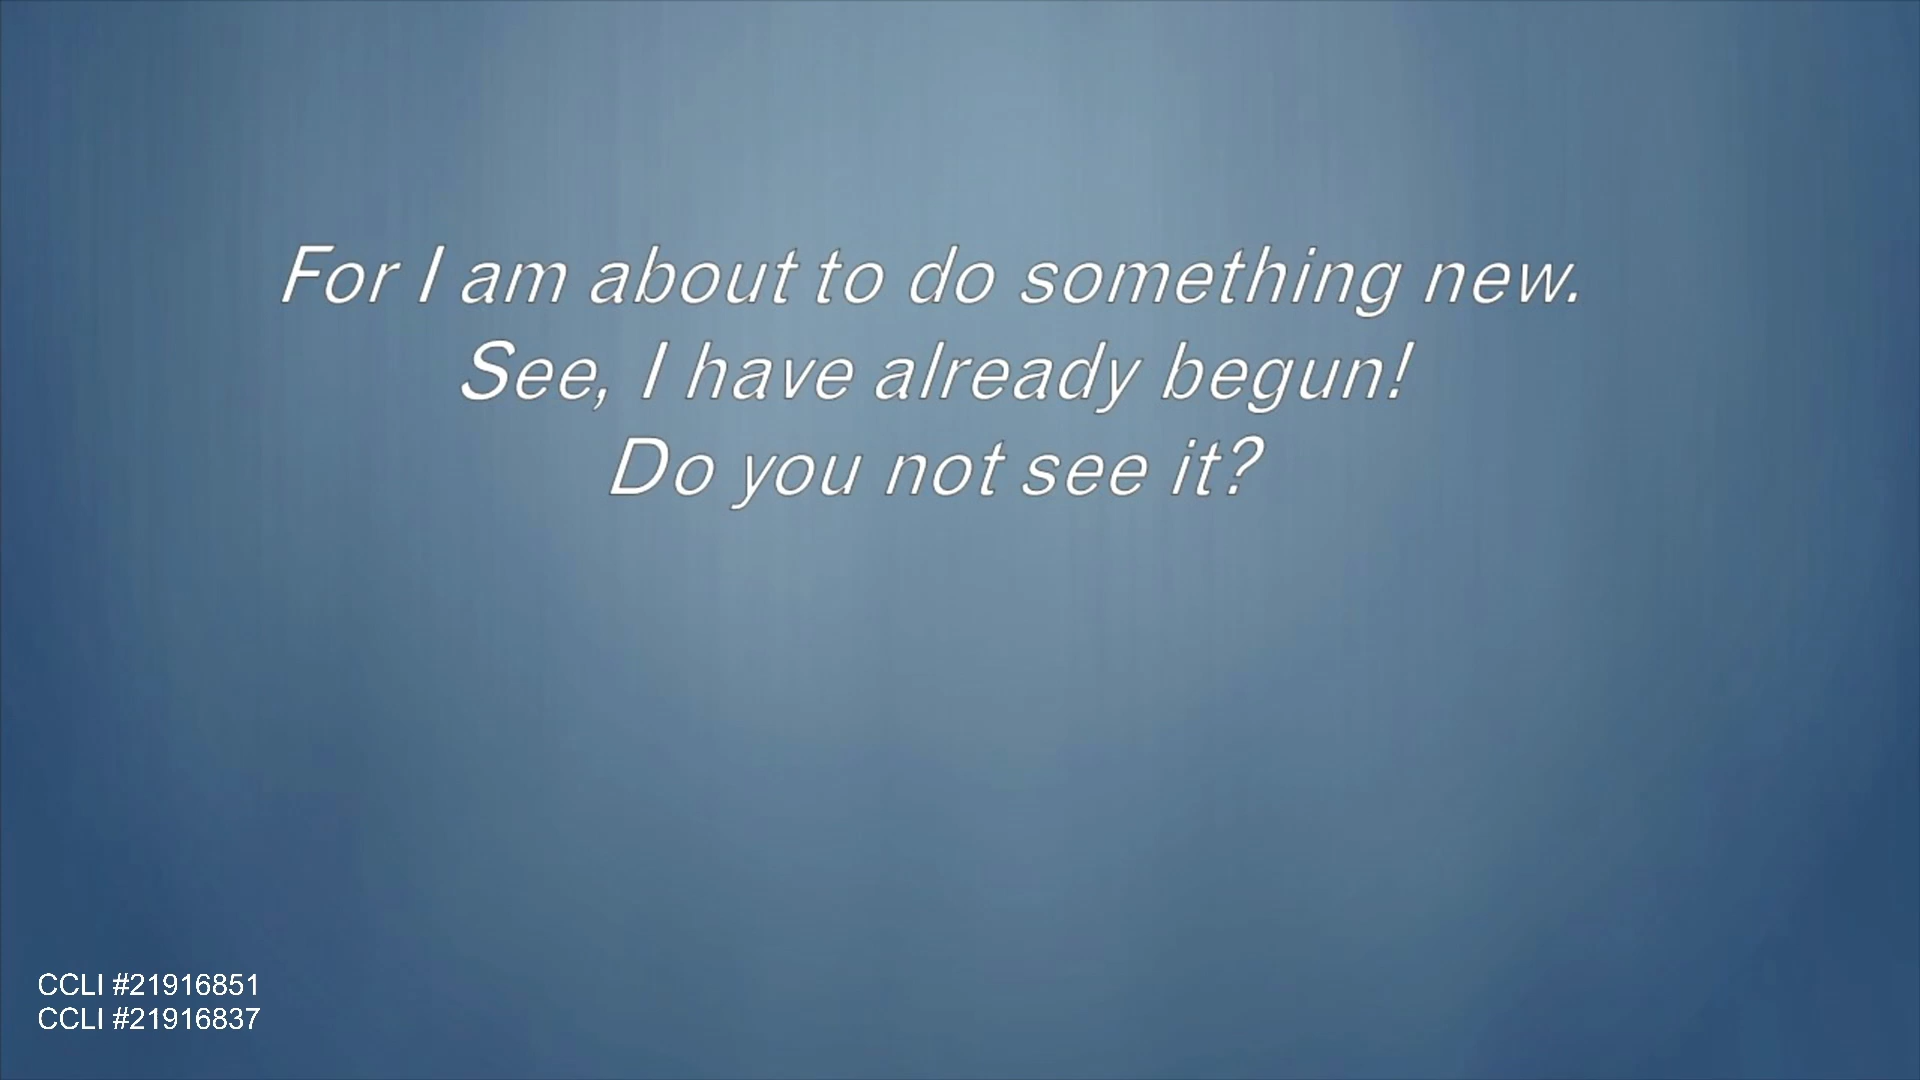 For I am about to do something new.
See, I have already begun!
Do you not see it?
CCLI #21916851
CCLI #21916837